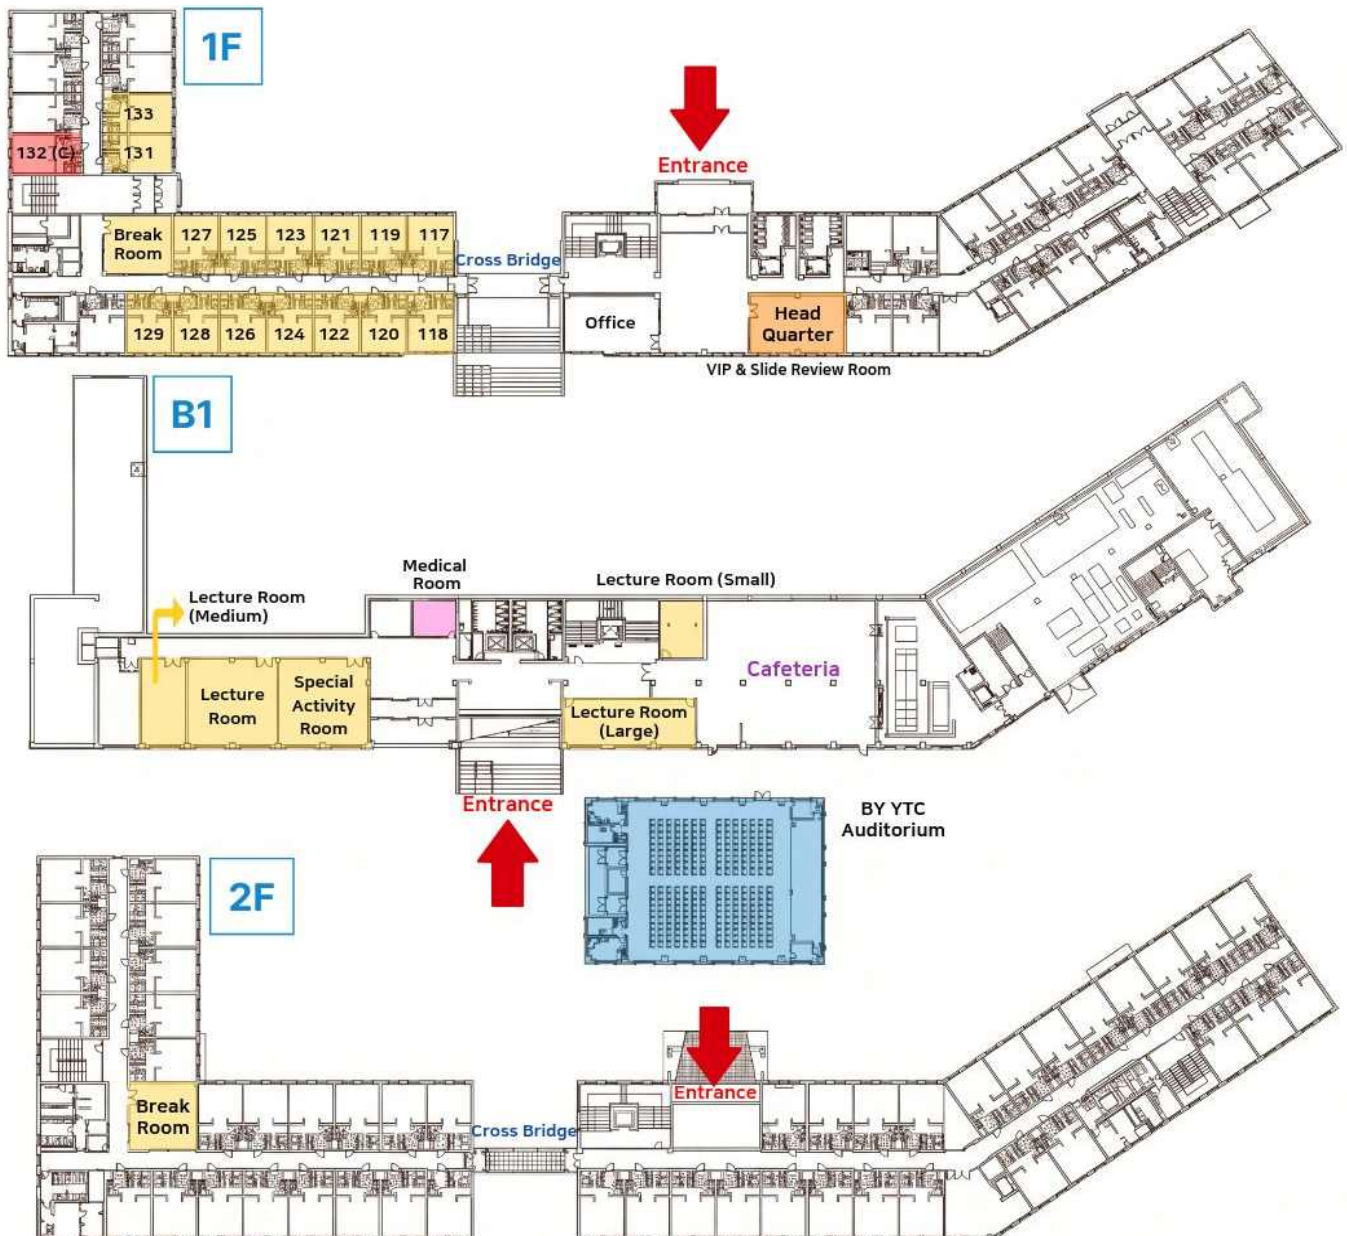 1F
Entrance
133
132 (C)
131
Break
Room
127
125
123
121
119
117
Cross Bridge
129
128
126
124
122
120
118
Office
Head
Quarter
VIP & Slide Review Room
B1
Medical
Room
Lecture Room (Small)
Lecture Room
(Medium)
Lecture
Room
Special
Activity
Room
Cafeteria
Lecture Room
(Large)
Entrance
BY YTC
Auditorium
2F
Entrance
Break
Room
Cross Bridge